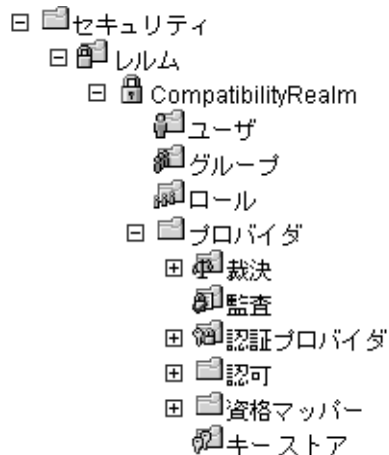 セキュリティ
レルム
CompatibilityRealm
ユーザ
グループ
ロール
プロバイダ
裁決
監査
認証プロバイダ
認可
資格マッパー
キー ストア